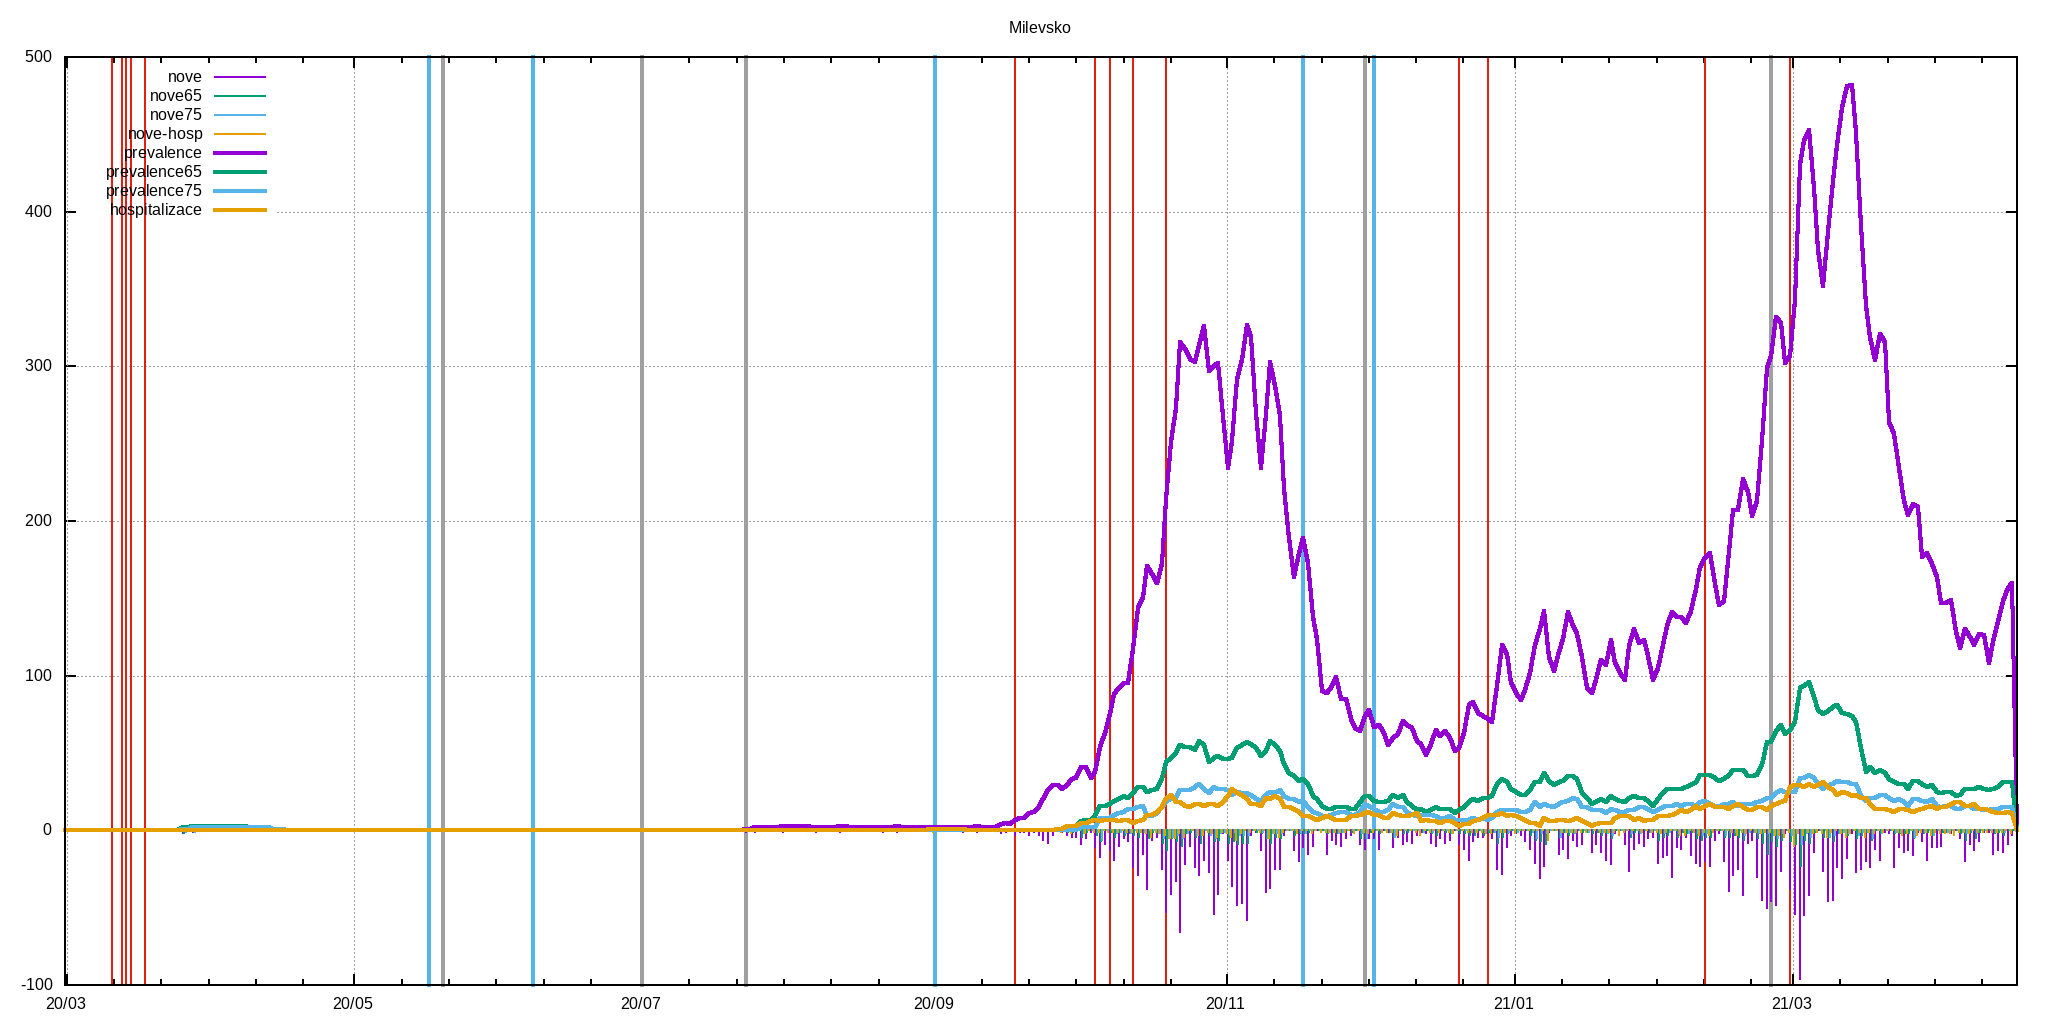 Milevsko
500
400
300
200
100
0
-100
nove
nove65
nove75
nove-hosp
prevalence
prevalence65
prevalence75
hospitalizace
20/03 20/05 20/07 20/09 20/11 21/01 21/03